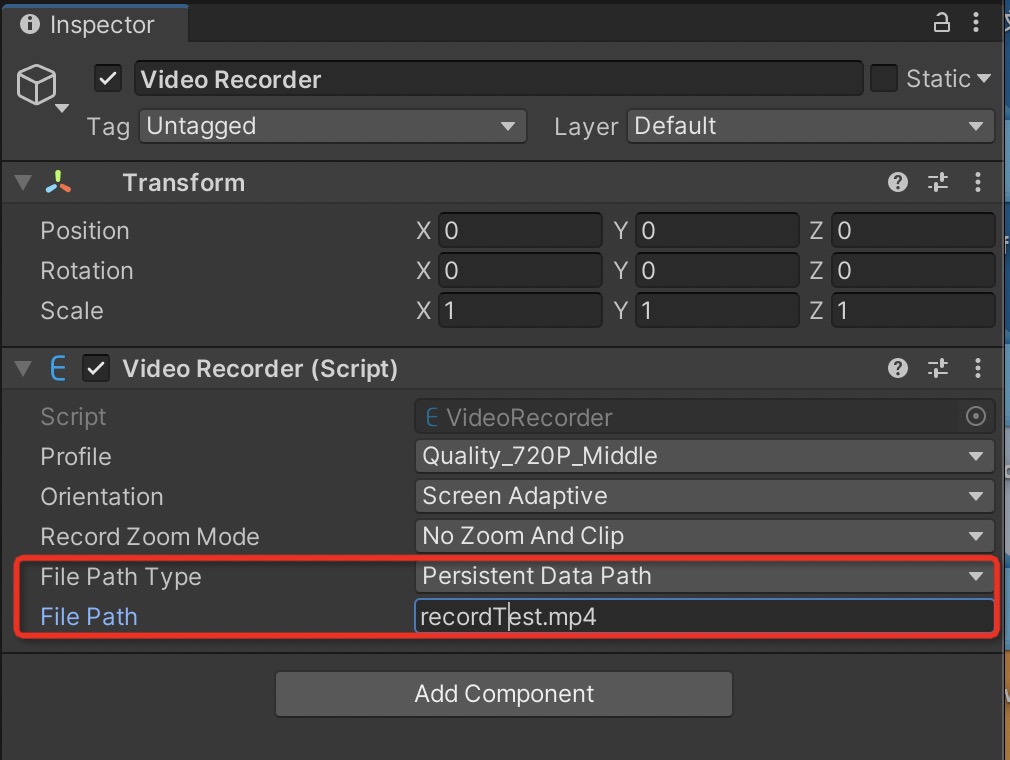 Inspector
Video Recorder Static
Tag Untagged Layer Default
Transform
Position X 0 Y 0 Z 0
Rotation X 0 Y 0 Z 0
Scale X 1 Y 1 Z 1
Video Recorder (Script)
Script VideoRecorder
Profile Quality_720P_Middle
Orientation Screen Adaptive
Record Zoom Mode No Zoom And Clip
File Path Type Persistent Data Path
File Path recordTest.mp4
Add Component